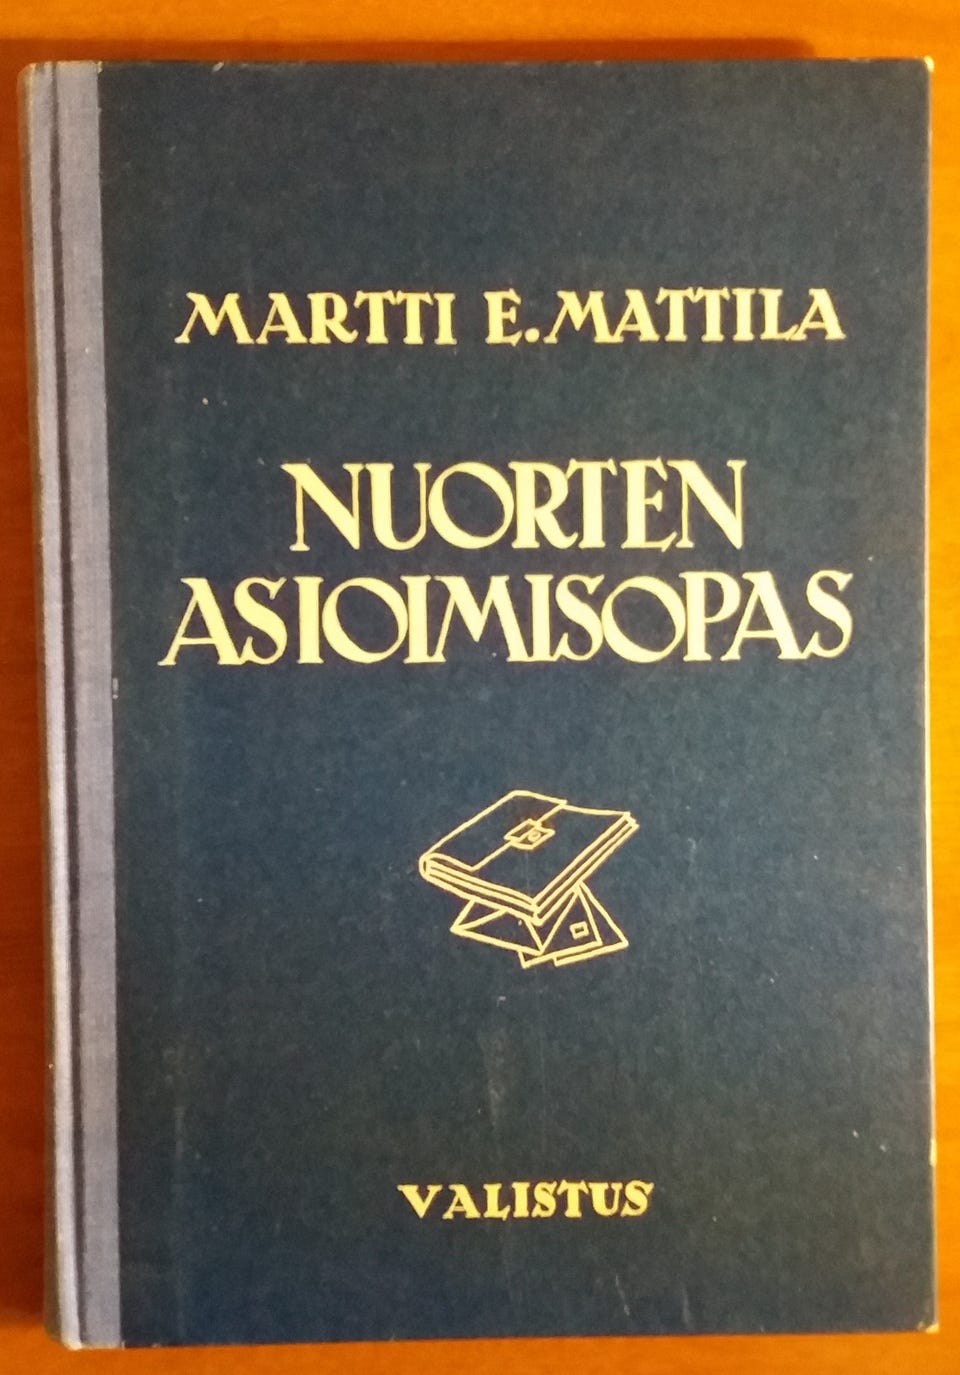 MARTTI E. MATTILA
NUORTEN
ASIOIMISOPAS
VALISTUS